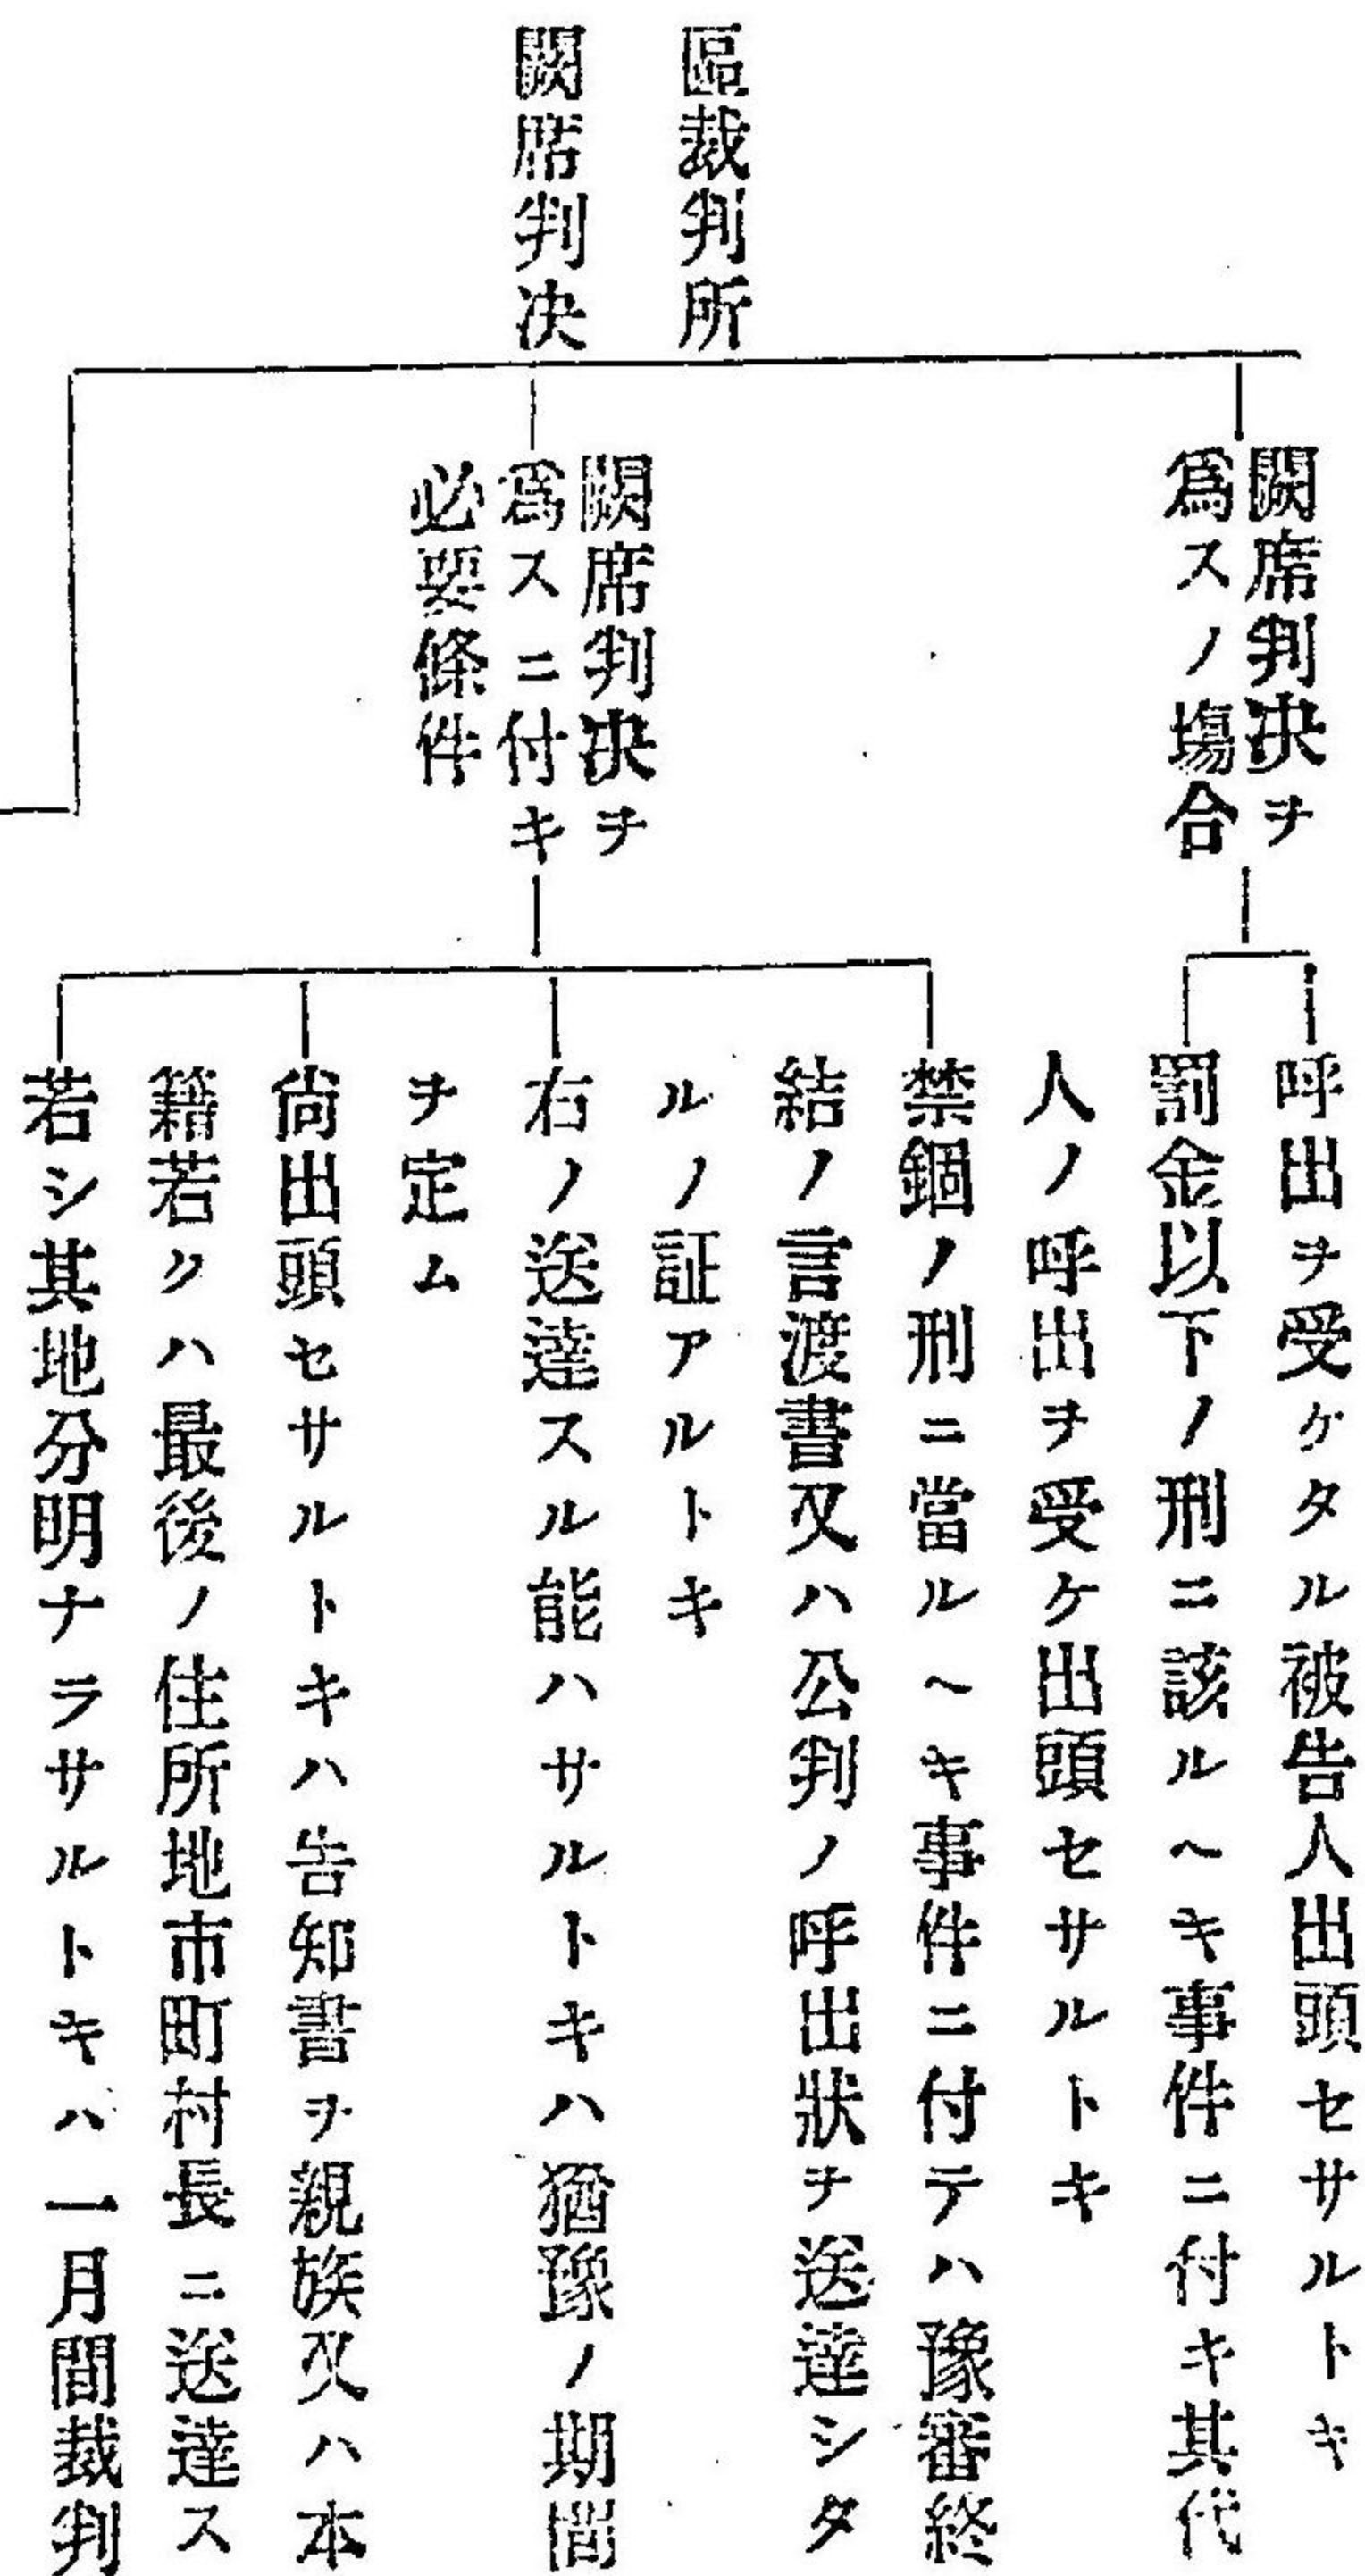 區裁判所
闕席判决
闕席判决ヲ
爲スノ塲合
呼出ヲ受ケタル被告人出頭セサルトキ
罰金以下ノ刑ニ該ルヘキ事件ニ付キ其代
人ノ呼出ヲ受ケ出頭セサルトキ
闕席判决ヲ
爲スニ付キ
必要條件
禁錮ノ刑ニ當ルヘキ事件ニ付テハ豫審終
結ノ言渡書又ハ公判ノ呼出狀ヲ送達シタ
ルノ証アルトキ
右ノ送達スル能ハサルトキハ猶豫ノ期間
ヲ定ム
尙出頭セサルトキハ告知書ヲ親族又ハ本
籍若クハ最後ノ住所地市町村長ニ送達ス
若シ其地分明ナラサルトキハ一月間裁判